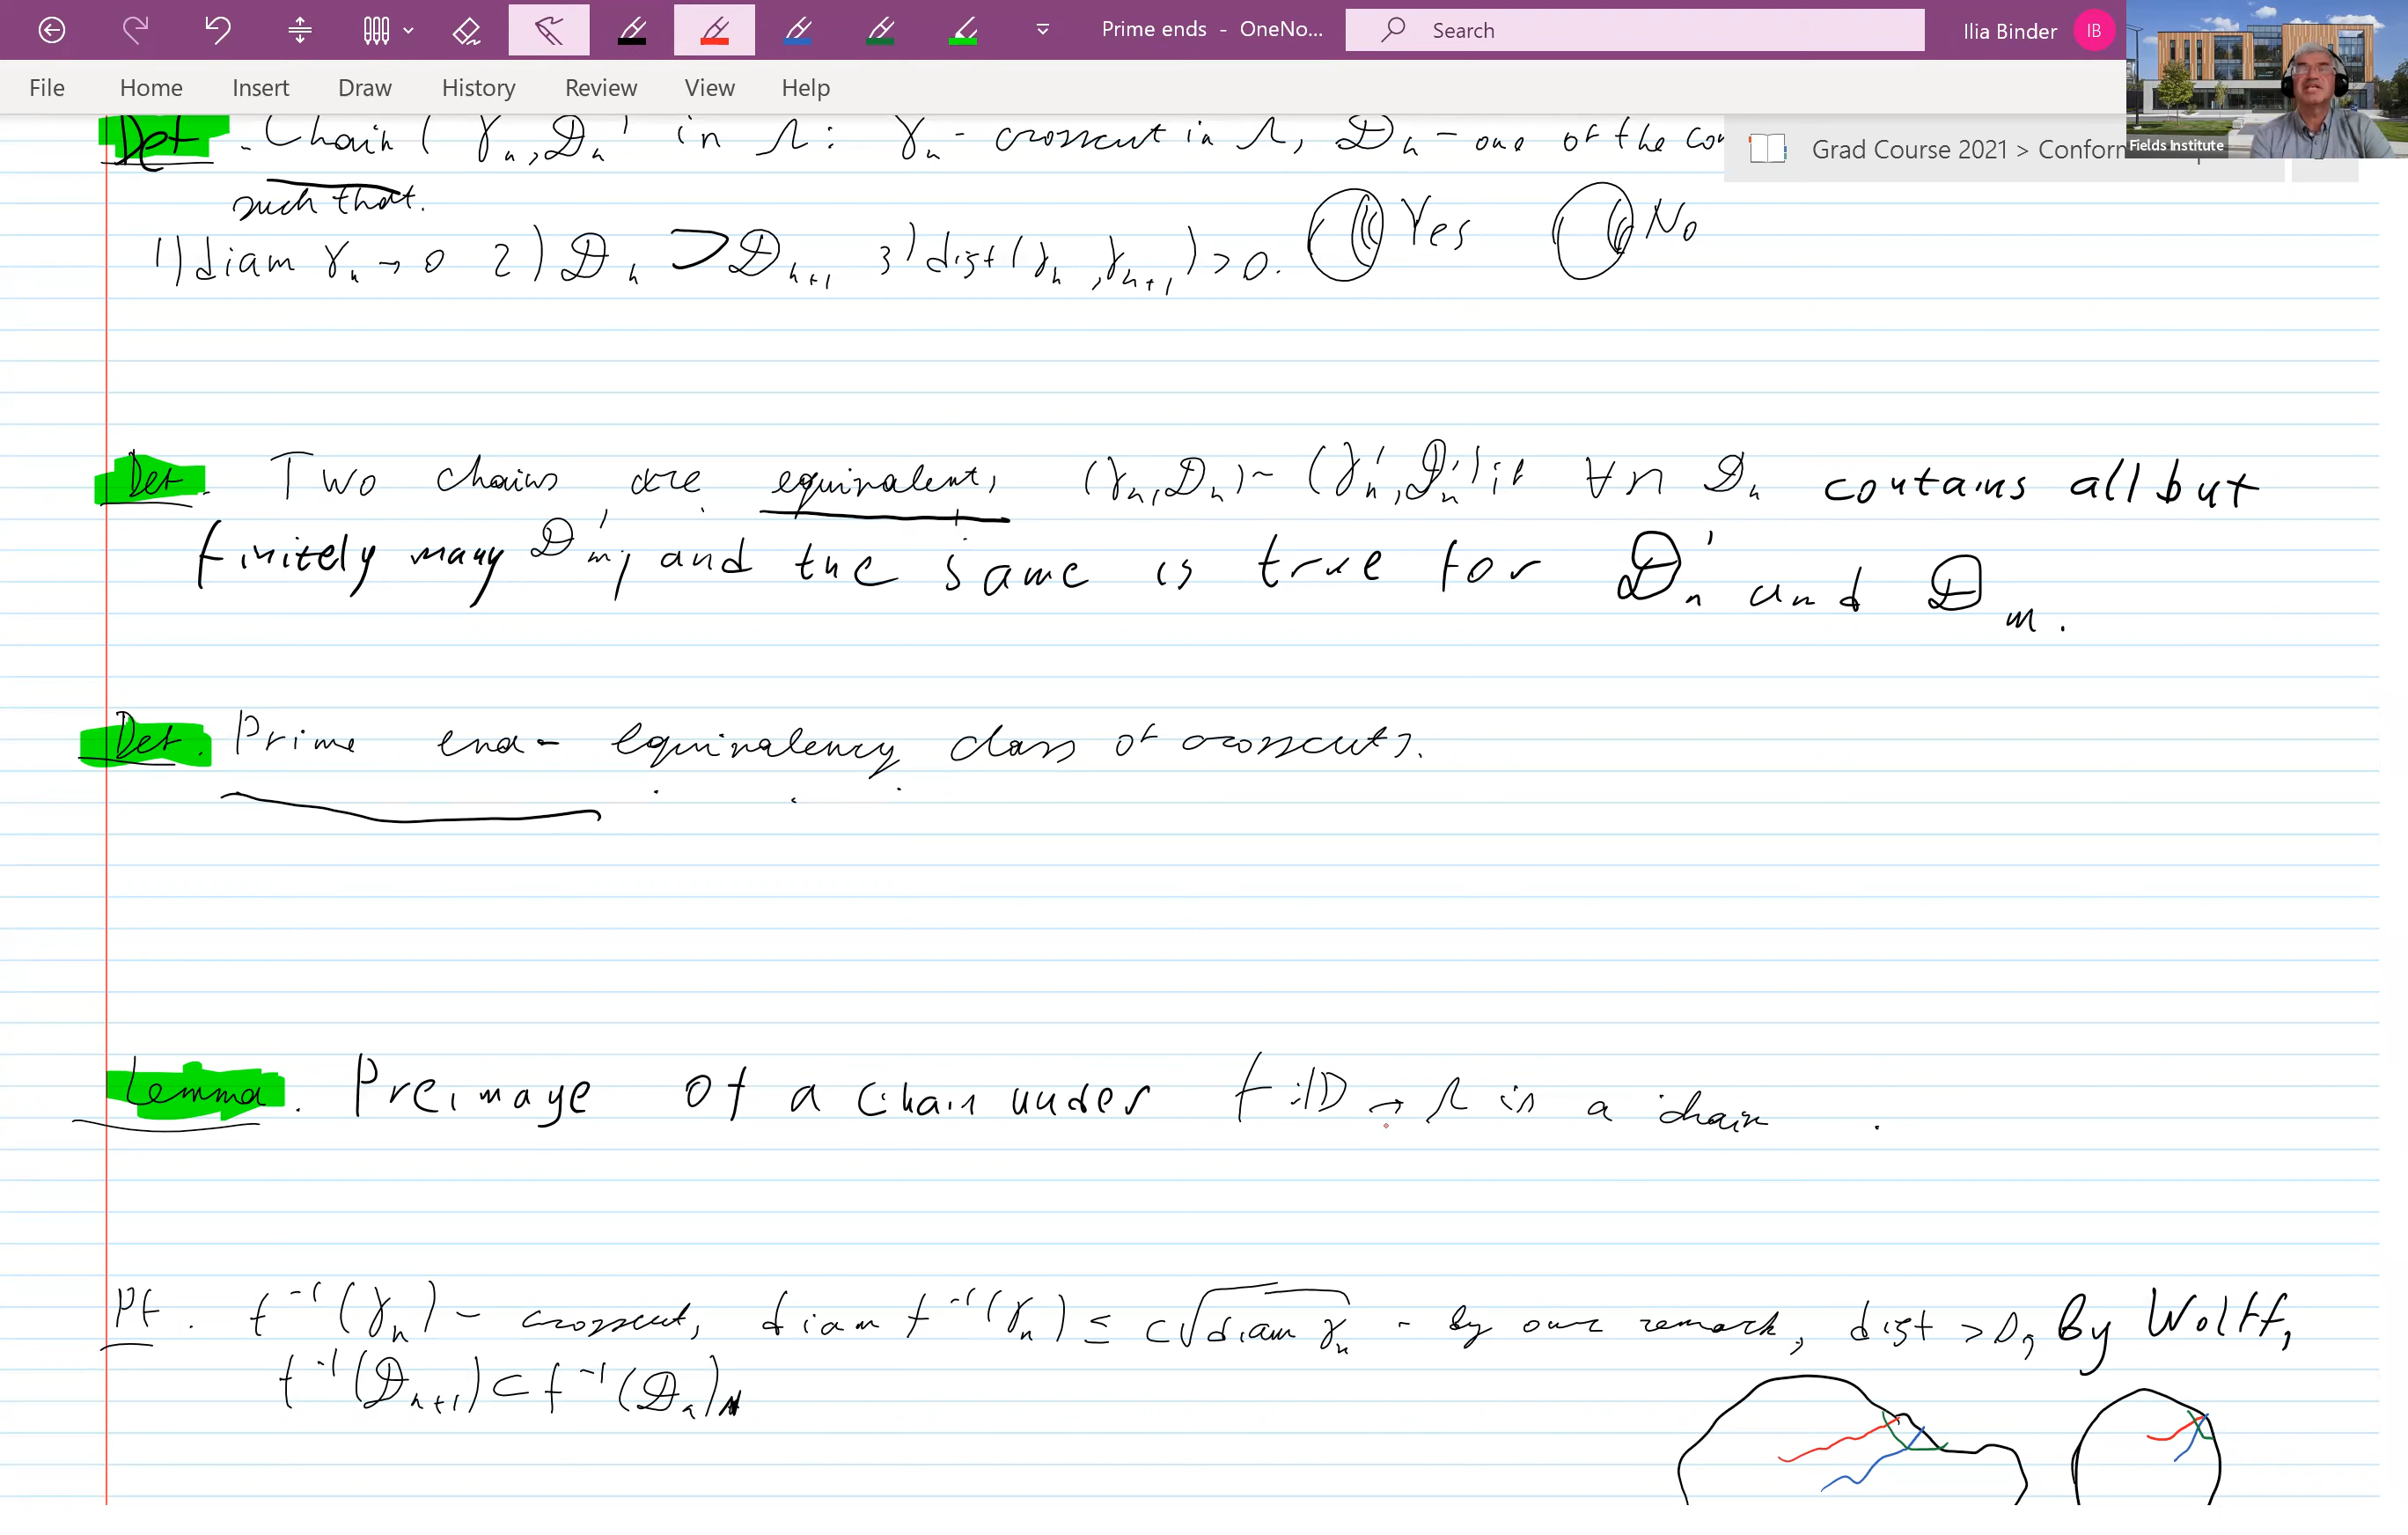 Prime ends - OneNo... Search Ilia Binder IB
File Home Insert Draw History Review View Help
Grad Course 2021 > Conform
Fields Institute
Def. Chain (γₙ, Dₙ) in Ω: γₙ - crosscut in Ω, Dₙ - one of the con
such that.
1) diam γₙ → 0 2) Dₙ ⊃ Dₙ₊₁ 3) dist(γₙ, γₙ₊₁) > 0. Yes No
Def. Two chains are equivalent, (γₙ, Dₙ) ~ (γₙ', Dₙ') if ∀n Dₙ contains all but
finitely many Dₘ', and the same is true for Dₙ' and Dₘ.
Def. Prime end - equivalency class of crosscuts.
Lemma. Preimage of a chain under f: 𝔻 → Ω is a chain.
Pf. f⁻¹(γₙ) - crosscut, diam f⁻¹(γₙ) ≤ c√diam γₙ - by our remark, dist > 0, By Wolff,
f⁻¹(Dₙ₊₁) ⊂ f⁻¹(Dₙ)